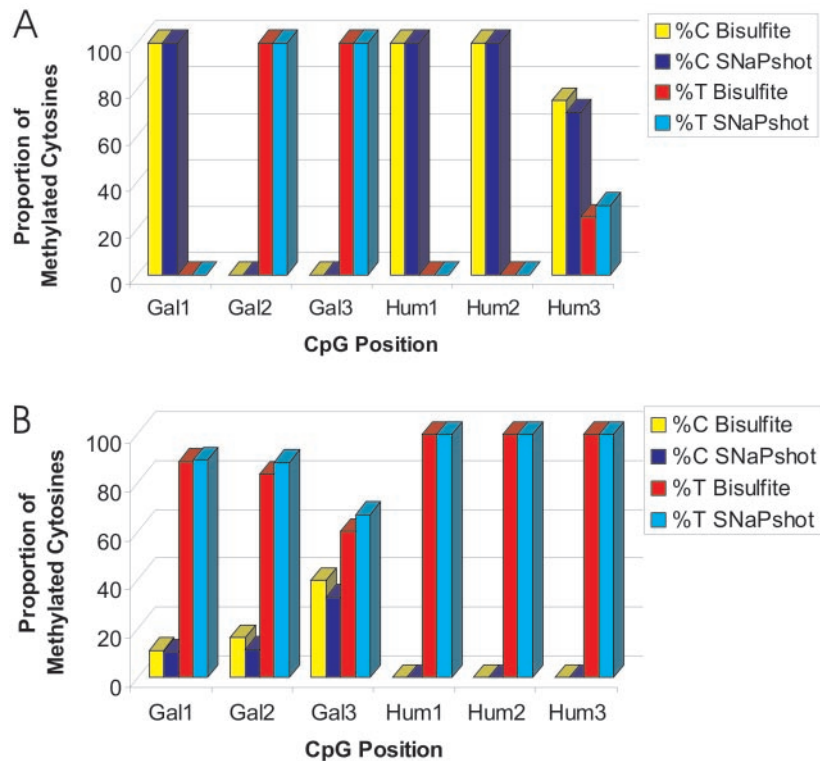 A
%C Bisulfite
%C SNaPshot
%T Bisulfite
%T SNaPshot
Proportion of
Methylated Cytosines
100
80
60
40
20
0
Gal1 Gal2 Gal3 Hum1 Hum2 Hum3
CpG Position
B
%C Bisulfite
%C SNaPshot
%T Bisulfite
%T SNaPshot
Proportion of
Methylated Cytosines
100
80
60
40
20
0
Gal1 Gal2 Gal3 Hum1 Hum2 Hum3
CpG Position